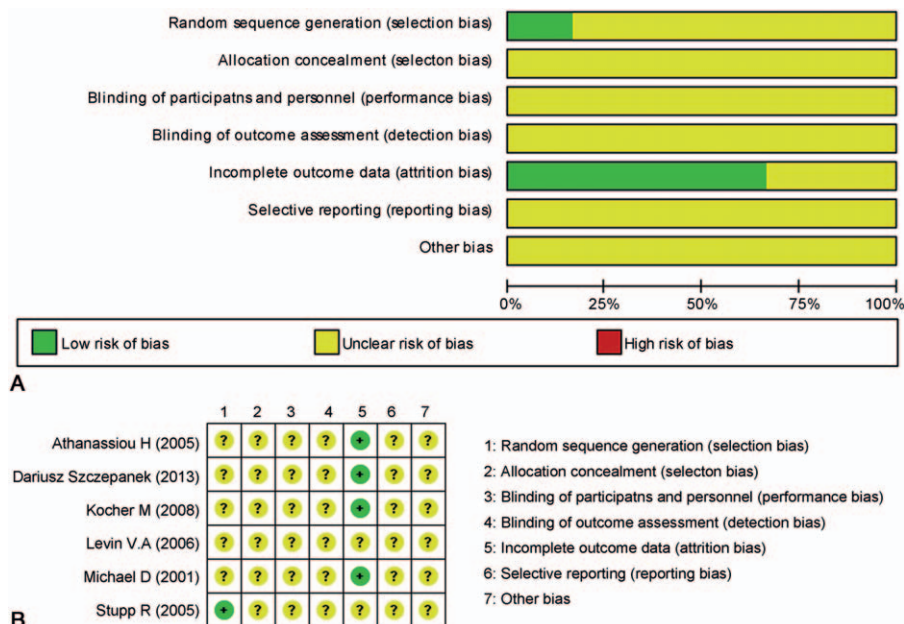 Random sequence generation (selection bias)
Allocation concealment (selecton bias)
Blinding of participatns and personnel (performance bias)
Blinding of outcome assessment (detection bias)
Incomplete outcome data (attrition bias)
Selective reporting (reporting bias)
Other bias
0% 25% 50% 75% 100%
Low risk of bias Unclear risk of bias High risk of bias
A
1 2 3 4 5 6 7
Athanassiou H (2005) ? ? ? ? + ? ?
Dariusz Szczepanek (2013) ? ? ? ? + ? ?
Kocher M (2008) ? ? ? ? + ? ?
Levin V.A (2006) ? ? ? ? ? ? ?
Michael D (2001) ? ? ? ? + ? ?
Stupp R (2005) + ? ? ? ? ? ?
B
1: Random sequence generation (selection bias)
2: Allocation concealment (selecton bias)
3: Blinding of participatns and personnel (performance bias)
4: Blinding of outcome assessment (detection bias)
5: Incomplete outcome data (attrition bias)
6: Selective reporting (reporting bias)
7: Other bias